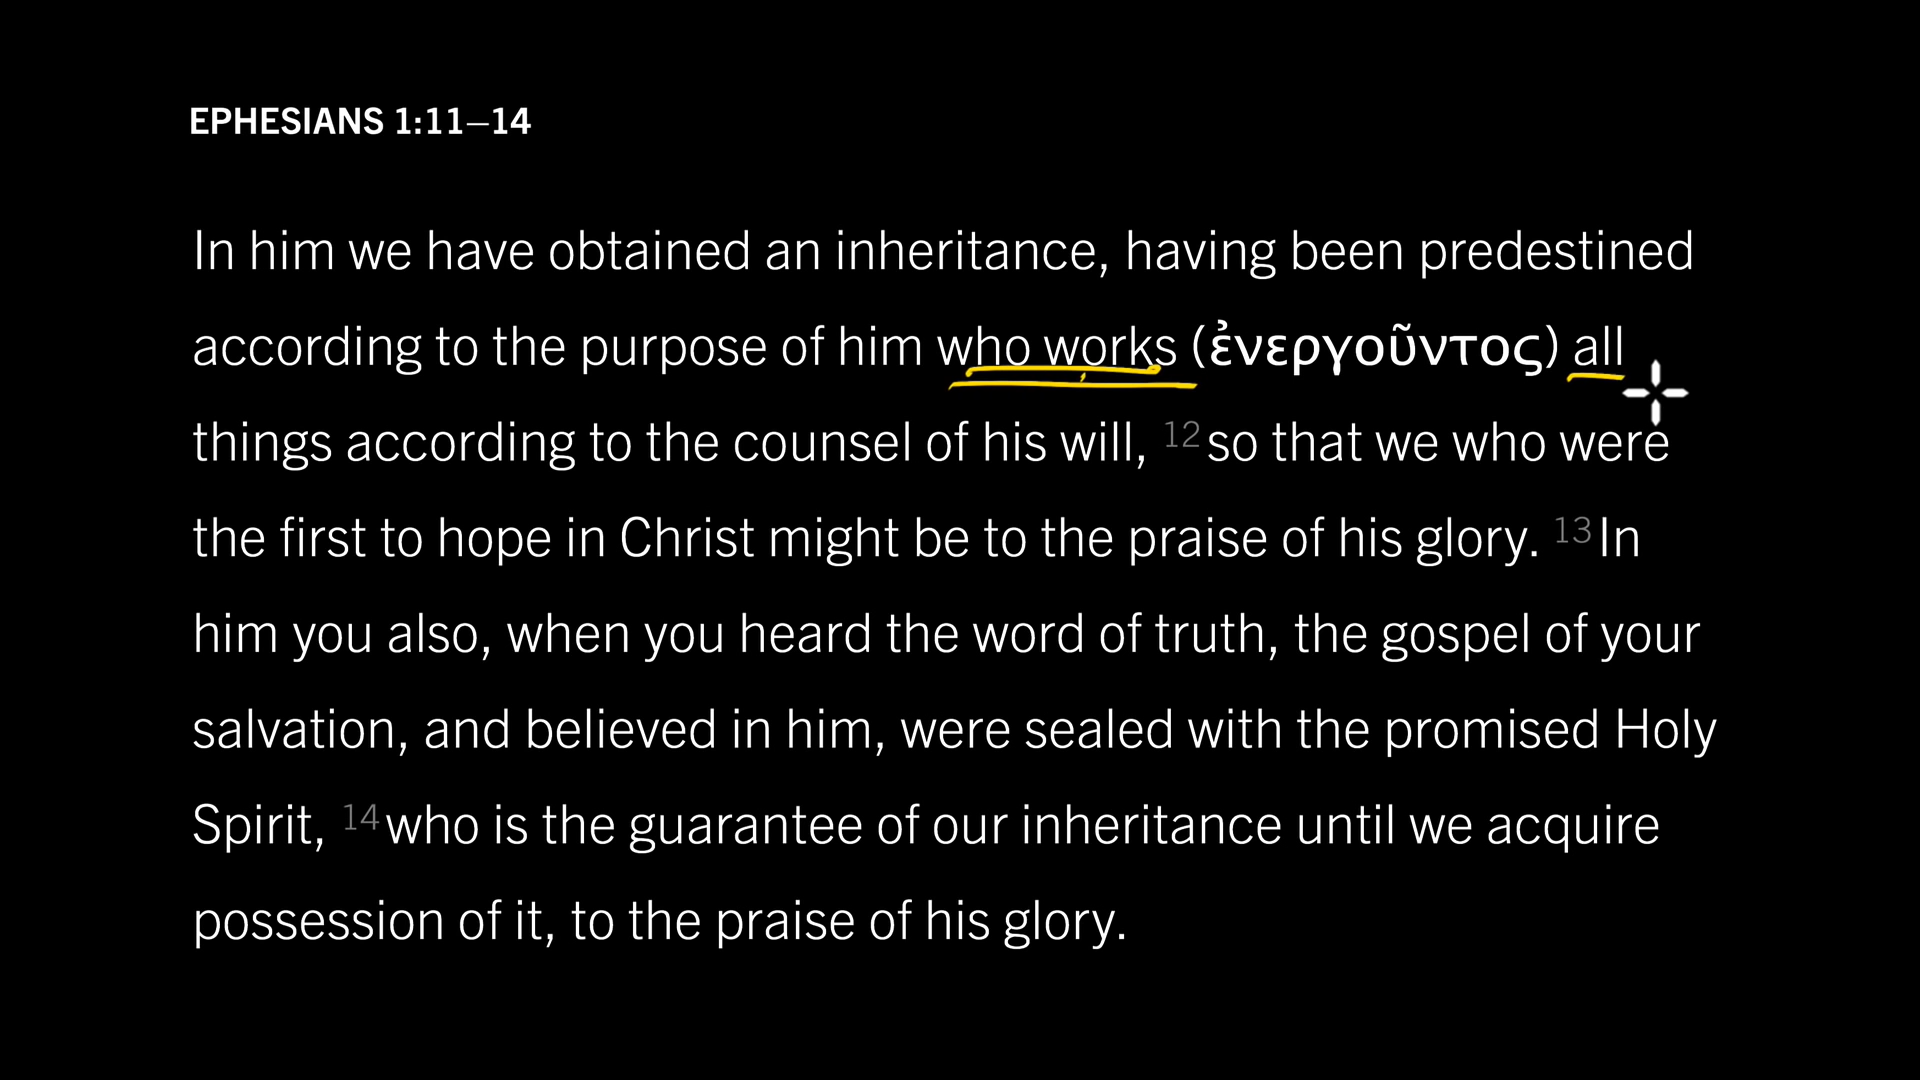 EPHESIANS 1:11–14
In him we have obtained an inheritance, having been predestined
according to the purpose of him who works (ἐνεργοῦντος) all
things according to the counsel of his will, 12 so that we who were
the first to hope in Christ might be to the praise of his glory. 13 In
him you also, when you heard the word of truth, the gospel of your
salvation, and believed in him, were sealed with the promised Holy
Spirit, 14 who is the guarantee of our inheritance until we acquire
possession of it, to the praise of his glory.